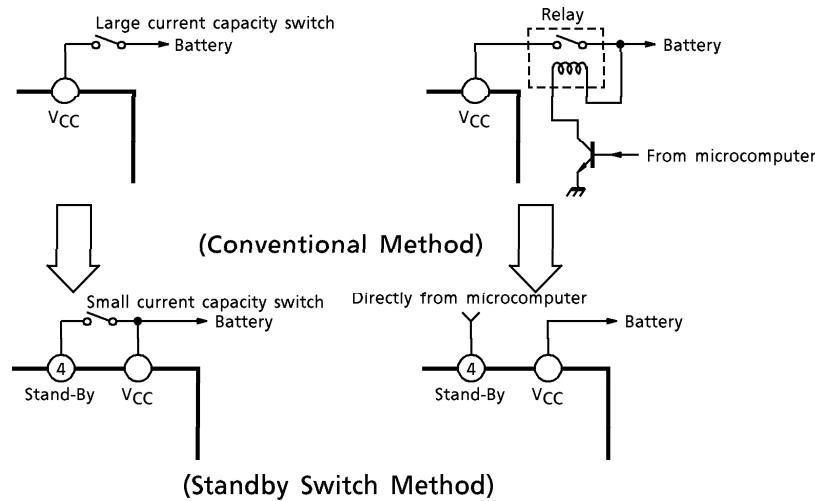 Large current capacity switch
Battery
VCC
Relay
Battery
VCC
From microcomputer
(Conventional Method)
Small current capacity switch
Battery
4
Stand-By
VCC
Directly from microcomputer
Battery
4
Stand-By
VCC
(Standby Switch Method)